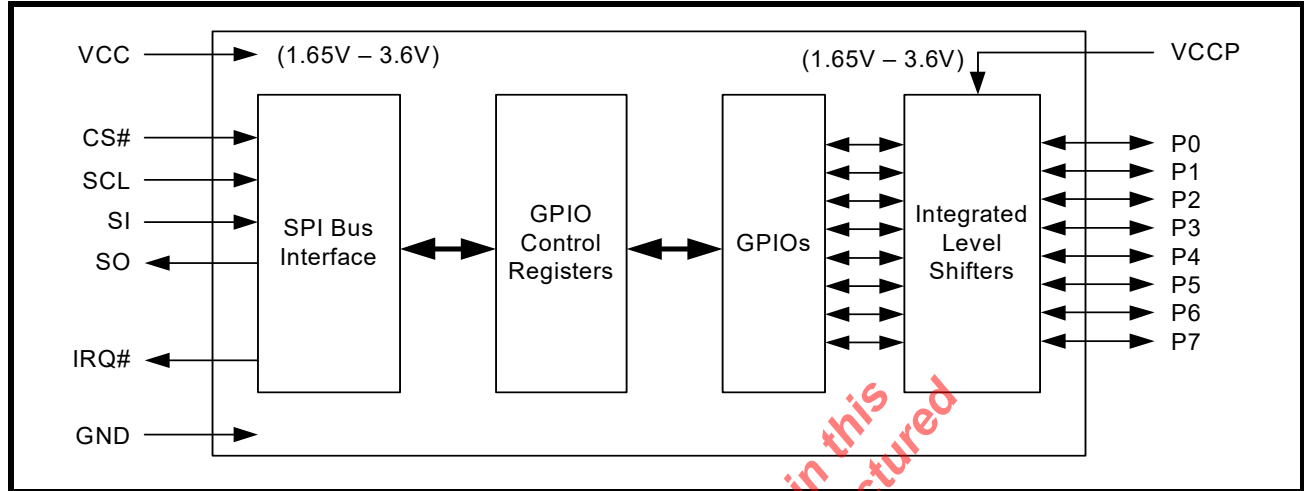 VCC
(1.65V – 3.6V)
(1.65V – 3.6V)
VCCP
CS#
SCL
SI
SO
IRQ#
GND
SPI Bus
Interface
GPIO
Control
Registers
GPIOs
Integrated
Level
Shifters
P0
P1
P2
P3
P4
P5
P6
P7
in this